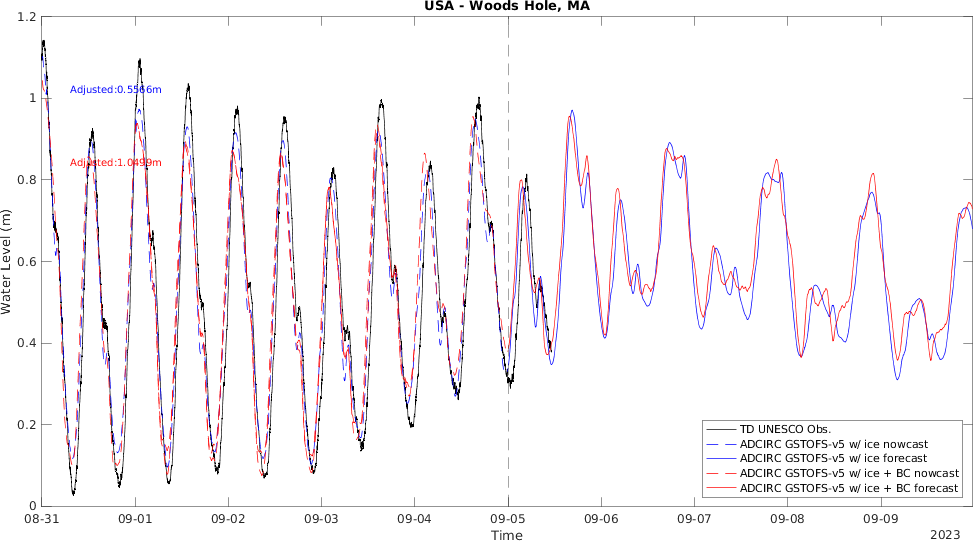 USA - Woods Hole, MA
1.2
1
0.8
0.6
0.4
0.2
0
Water Level (m)
Adjusted:0.5566m
Adjusted:1.0499m
08-31
09-01
09-02
09-03
09-04
09-05
09-06
09-07
09-08
09-09
Time
2023
TD UNESCO Obs.
ADCIRC GSTOFS-v5 w/ ice nowcast
ADCIRC GSTOFS-v5 w/ ice forecast
ADCIRC GSTOFS-v5 w/ ice + BC nowcast
ADCIRC GSTOFS-v5 w/ ice + BC forecast